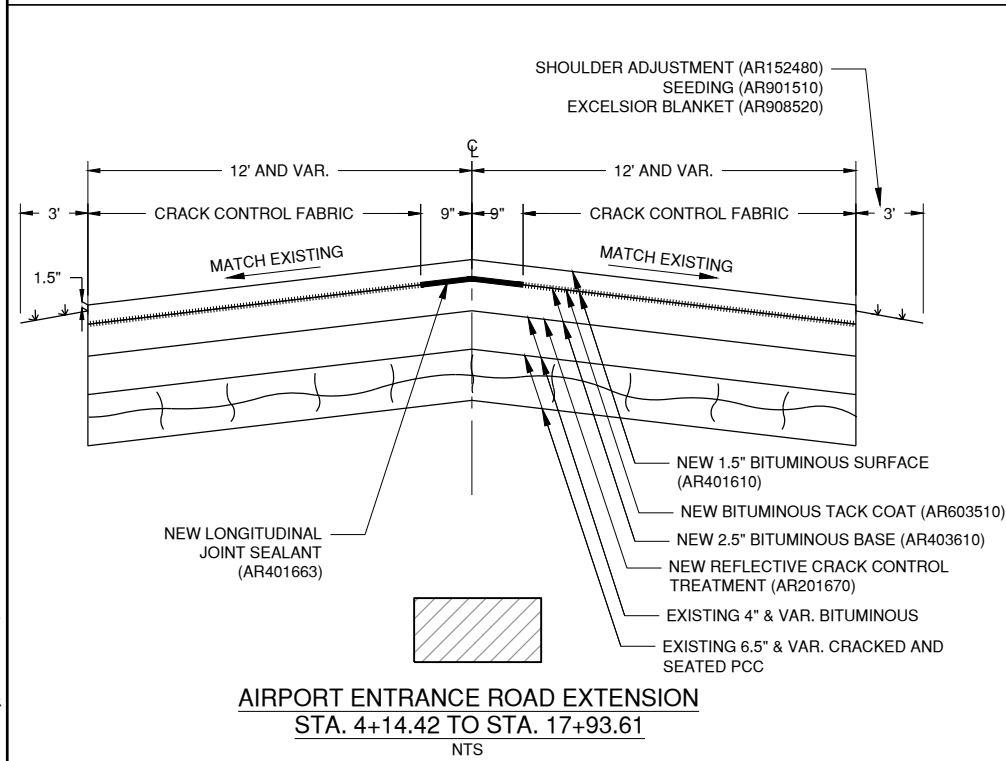 SHOULDER ADJUSTMENT (AR152480)
SEEDING (AR901510)
EXCELSIOR BLANKET (AR908520)
℄
12' AND VAR.
12' AND VAR.
3'
CRACK CONTROL FABRIC
9"
9"
CRACK CONTROL FABRIC
3'
MATCH EXISTING
MATCH EXISTING
1.5"
NEW 1.5" BITUMINOUS SURFACE
(AR401610)
NEW BITUMINOUS TACK COAT (AR603510)
NEW 2.5" BITUMINOUS BASE (AR403610)
NEW REFLECTIVE CRACK CONTROL
TREATMENT (AR201670)
EXISTING 4" & VAR. BITUMINOUS
EXISTING 6.5" & VAR. CRACKED AND
SEATED PCC
NEW LONGITUDINAL
JOINT SEALANT
(AR401663)
AIRPORT ENTRANCE ROAD EXTENSION
STA. 4+14.42 TO STA. 17+93.61
NTS